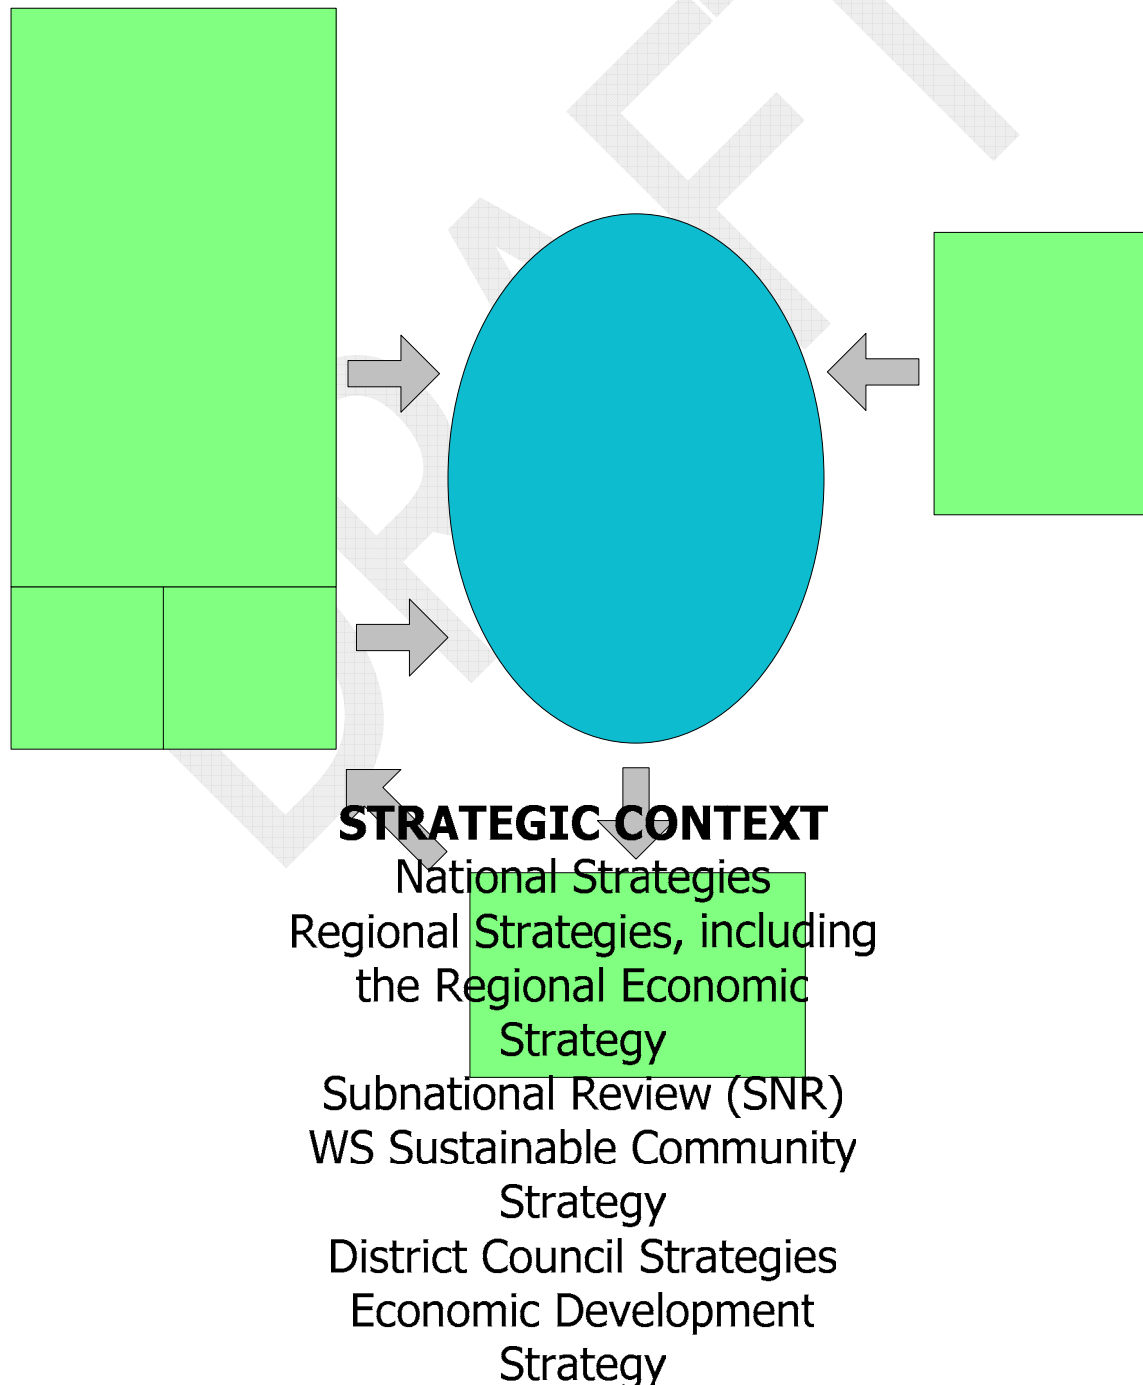 DRAFT
STRATEGIC CONTEXT
National Strategies
Regional Strategies, including
the Regional Economic
Strategy
Subnational Review (SNR)
WS Sustainable Community
Strategy
District Council Strategies
Economic Development
Strategy